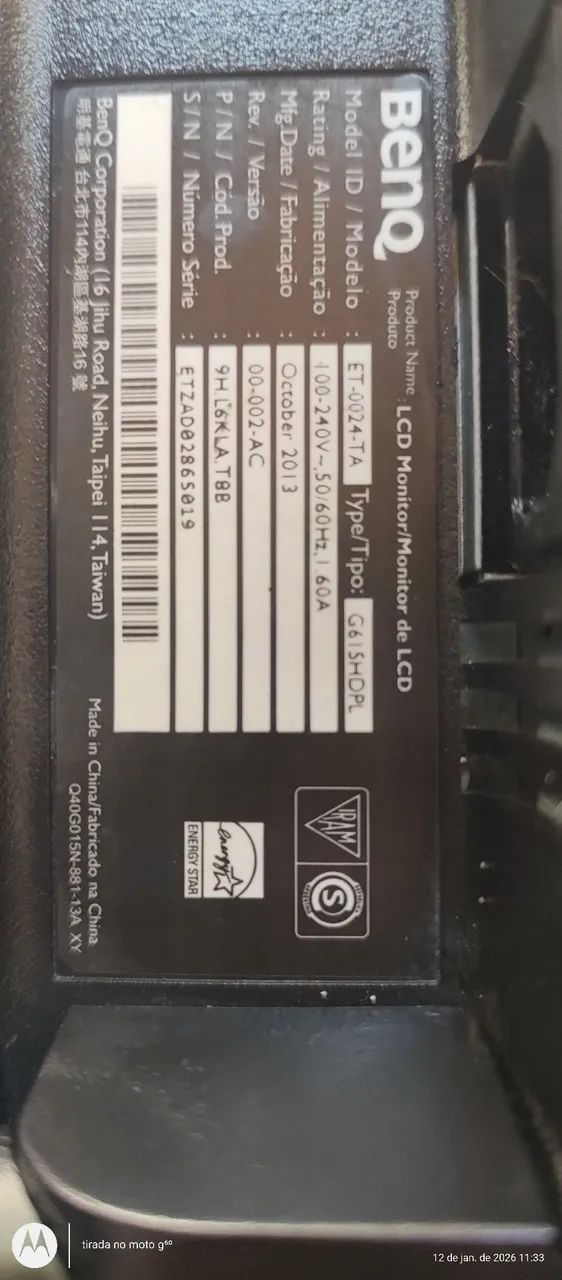 BenQ
Product Name
Produto
: LCD Monitor/Monitor de LCD
Model ID / Modelo : ET-0024-TA Type/Tipo: G615HDPL
Rating / Alimentação : 100-240V~,50/60Hz,1.60A
Mfg.Date / Fabricação : October 2013
Rev. / Versão : 00-002-AC
P/N / Cód.Prod. : 9H.L6KLA.T8B
S/N / Número Série : ETZAD02865019
IRAM
S
energy
ENERGY STAR
BenQ Corporation (16 Jihu Road, Neihu, Taipei 114, Taiwan)
明基電通 台北市114內湖區基湖路16號
Made in China/Fabricado na China
Q40G015N-881-13A XY
tirada no moto g⁶⁰
12 de jan. de 2026 11:33